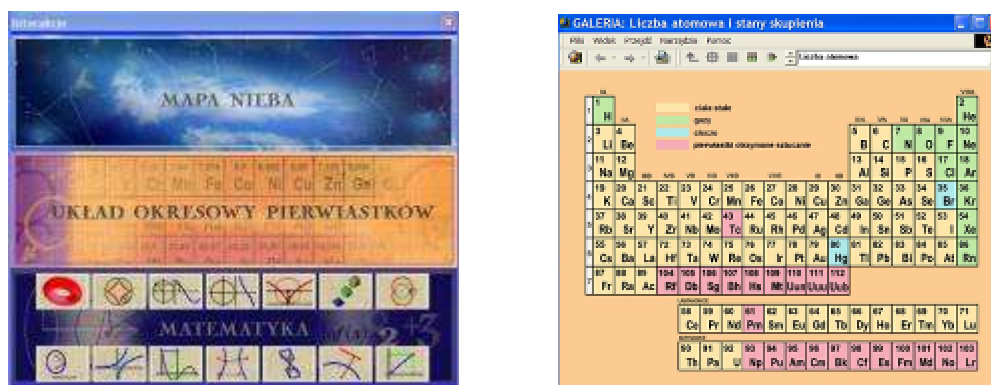 Interakcje
MAPA NIEBA
UKŁAD OKRESOWY PIERWIASTKÓW
MATEMATYKA
GALERIA: Liczba atomowa i stany skupienia
Plik Widok Przejdź Narzędzia Pomoc
Liczba atomowa
ciała stałe
gazy
ciecze
pierwiastki otrzymane sztucznie
1 2
H He
3 4 5 6 7 8 9 10
Li Be B C N O F Ne
11 12 13 14 15 16 17 18
Na Mg Al Si P S Cl Ar
19 20 21 22 23 24 25 26 27 28 29 30 31 32 33 34 35 36
K Ca Sc Ti V Cr Mn Fe Ni Cu Zn Ga Ge As Se Br Kr
37 38 39 40 41 42 43 44 45 46 47 48 49 50 51 52 53 54
Rb Sr Y Zr Nb Mo Tc Ru Rh Pd Ag Cd In Sn Sb Te I Xe
55 56 57 72 73 74 75 76 77 78 79 80 81 82 83 84 85 86
Cs Ba La Hf Ta W Re Os Ir Pt Au Hg Tl Pb Bi Po At Rn
87 88 89 104 105 106 107 108 109 110 111 112
Fr Ra Ac Rf Db Sg Bh Hs Mt Uun Uuu Uub
58 59 60 61 62 63 64 65 66 67 68 69 70 71
Ce Pr Nd Pm Sm Eu Gd Tb Dy Ho Er Tm Yb Lu
90 91 92 93 94 95 96 97 98 99 100 101 102 103
Th Pa U Np Pu Am Cm Bk Cf Es Fm Md No Lr